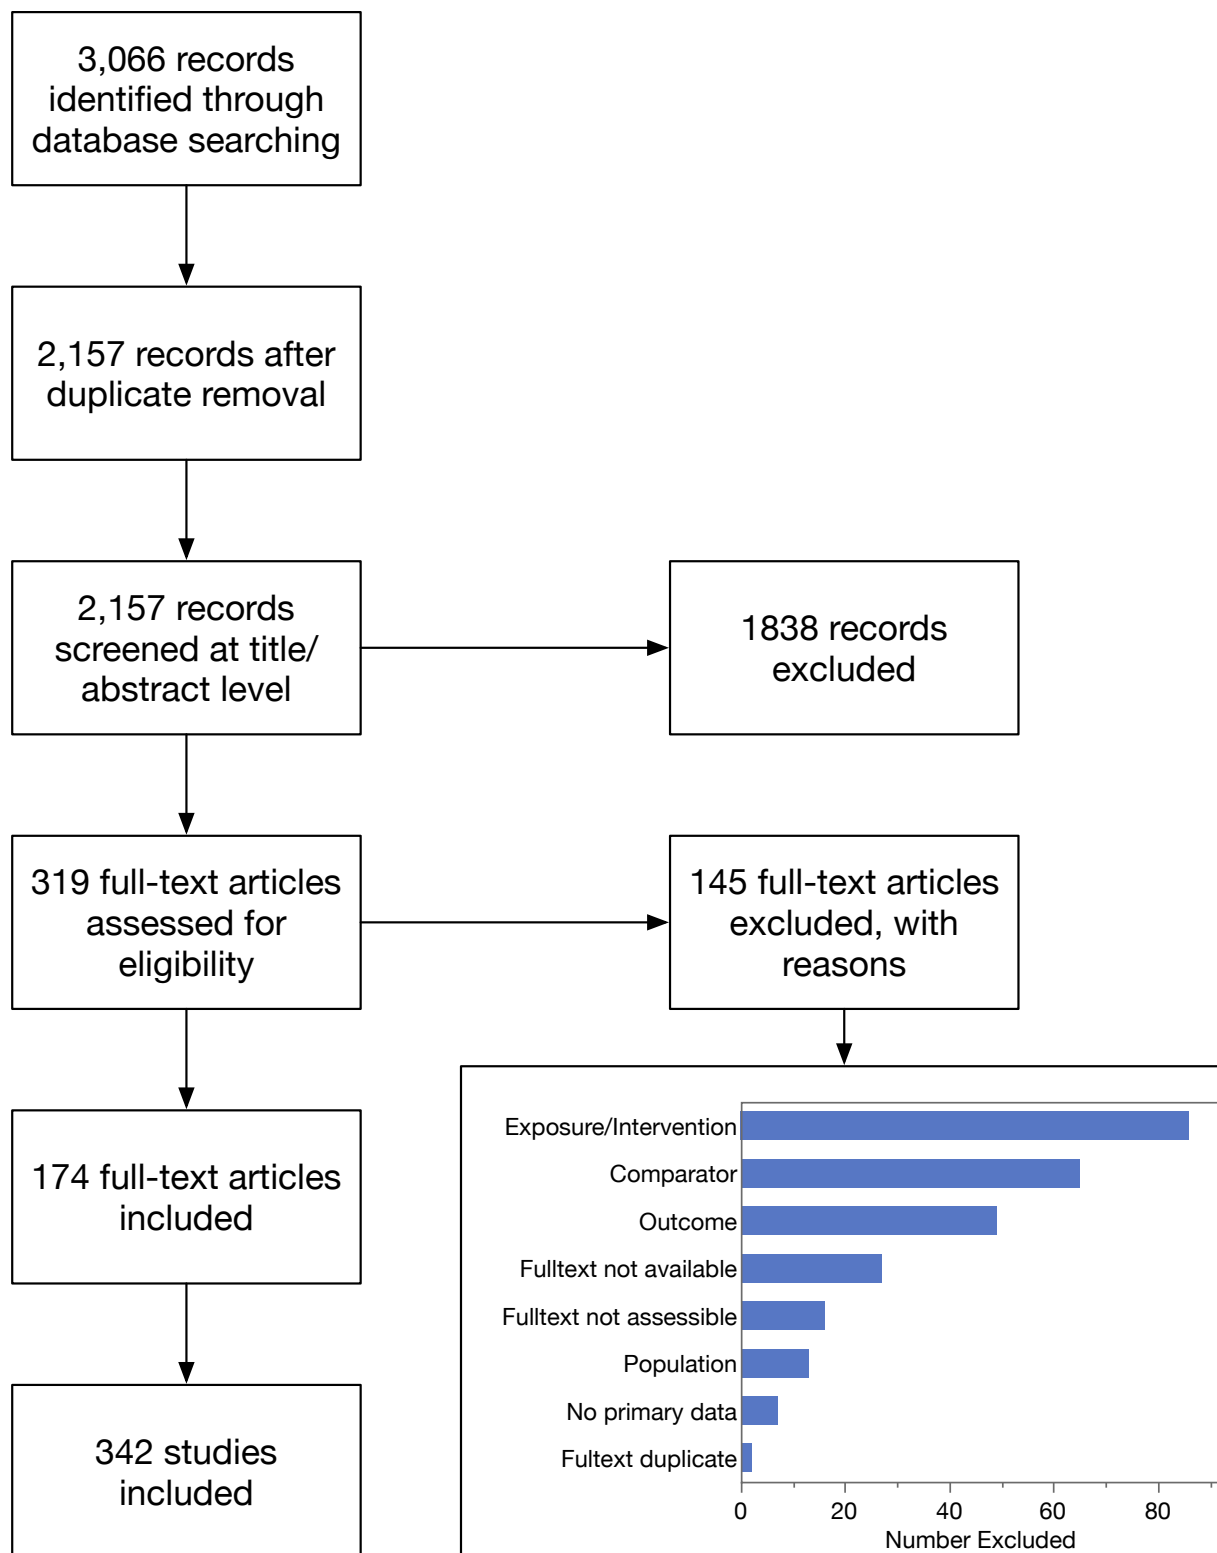 3,066 records
identified through
database searching
2,157 records after
duplicate removal
2,157 records
screened at title/
abstract level
1838 records
excluded
319 full-text articles
assessed for
eligibility
145 full-text articles
excluded, with
reasons
174 full-text articles
included
342 studies
included
Exposure/Intervention
Comparator
Outcome
Fulltext not available
Fulltext not assessible
Population
No primary data
Fultext duplicate
0 20 40 60 80
Number Excluded